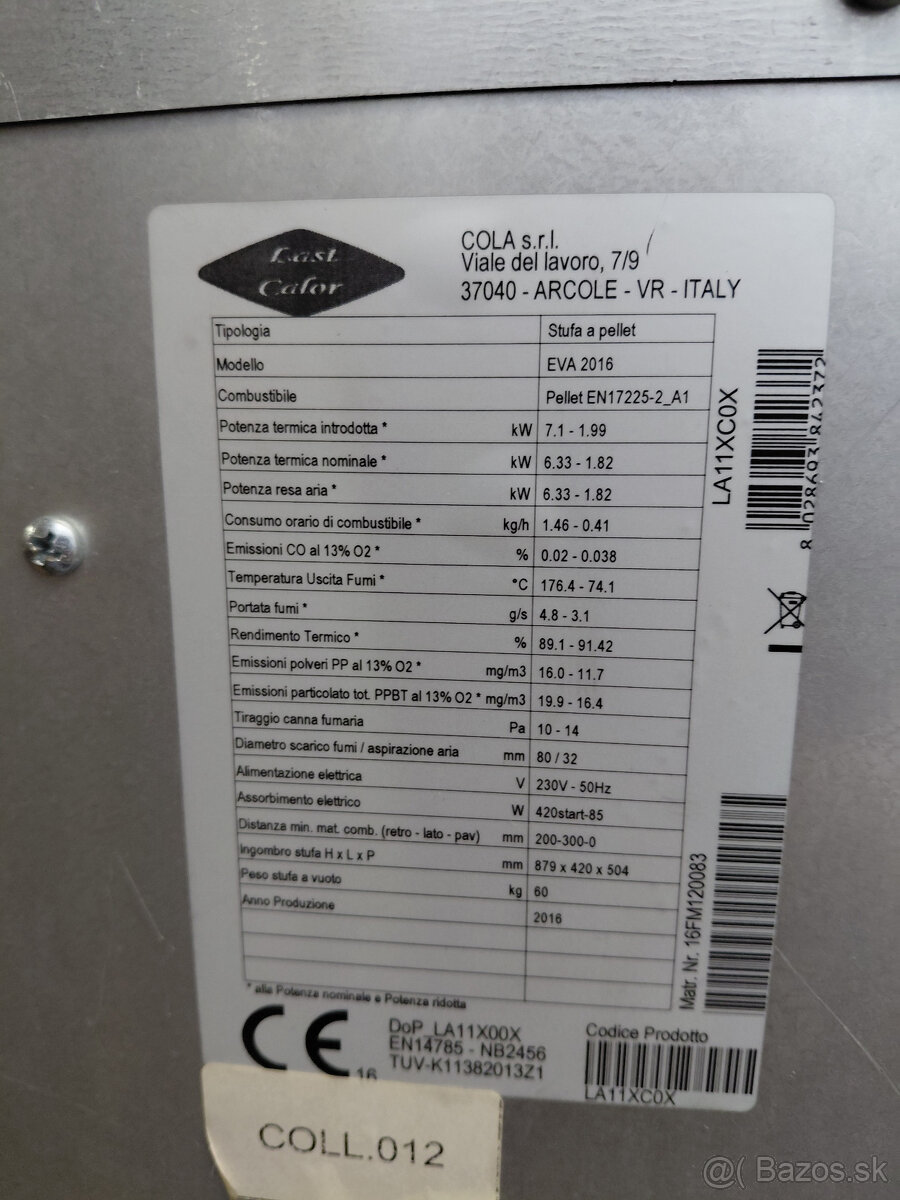 Last
Calor
COLA s.r.l.
Viale del lavoro, 7/9
37040 - ARCOLE - VR - ITALY
Tipologia Stufa a pellet
Modello EVA 2016
Combustibile Pellet EN17225-2_A1
Potenza termica introdotta * kW 7.1 - 1.99
Potenza termica nominale * kW 6.33 - 1.82
Potenza resa aria * kW 6.33 - 1.82
Consumo orario di combustibile * kg/h 1.46 - 0.41
Emissioni CO al 13% O2 * % 0.02 - 0.038
Temperatura Uscita Fumi * °C 176.4 - 74.1
Portata fumi * g/s 4.8 - 3.1
Rendimento Termico * % 89.1 - 91.42
Emissioni polveri PP al 13% O2 * mg/m3 16.0 - 11.7
Emissioni particolato tot. PPBT al 13% O2 * mg/m3 19.9 - 16.4
Tiraggio canna fumaria Pa 10 - 14
Diametro scarico fumi / aspirazione aria mm 80 / 32
Alimentazione elettrica V 230V - 50Hz
Assorbimento elettrico W 420start-85
Distanza min. mat. comb. (retro - lato - pav) mm 200-300-0
Ingombro stufa H x L x P mm 879 x 420 x 504
Peso stufa a vuoto kg 60
Anno Produzione 2016
* alla Potenza nominale e Potenza ridotta
CE
16
DoP_LA11X00X
EN14785 - NB2456
TUV-K11382013Z1
Codice Prodotto
LA11XC0X
LA11XC0X
8 028693 842372
Matr. Nr. 16FM120083
COLL.012
@( Bazos.sk